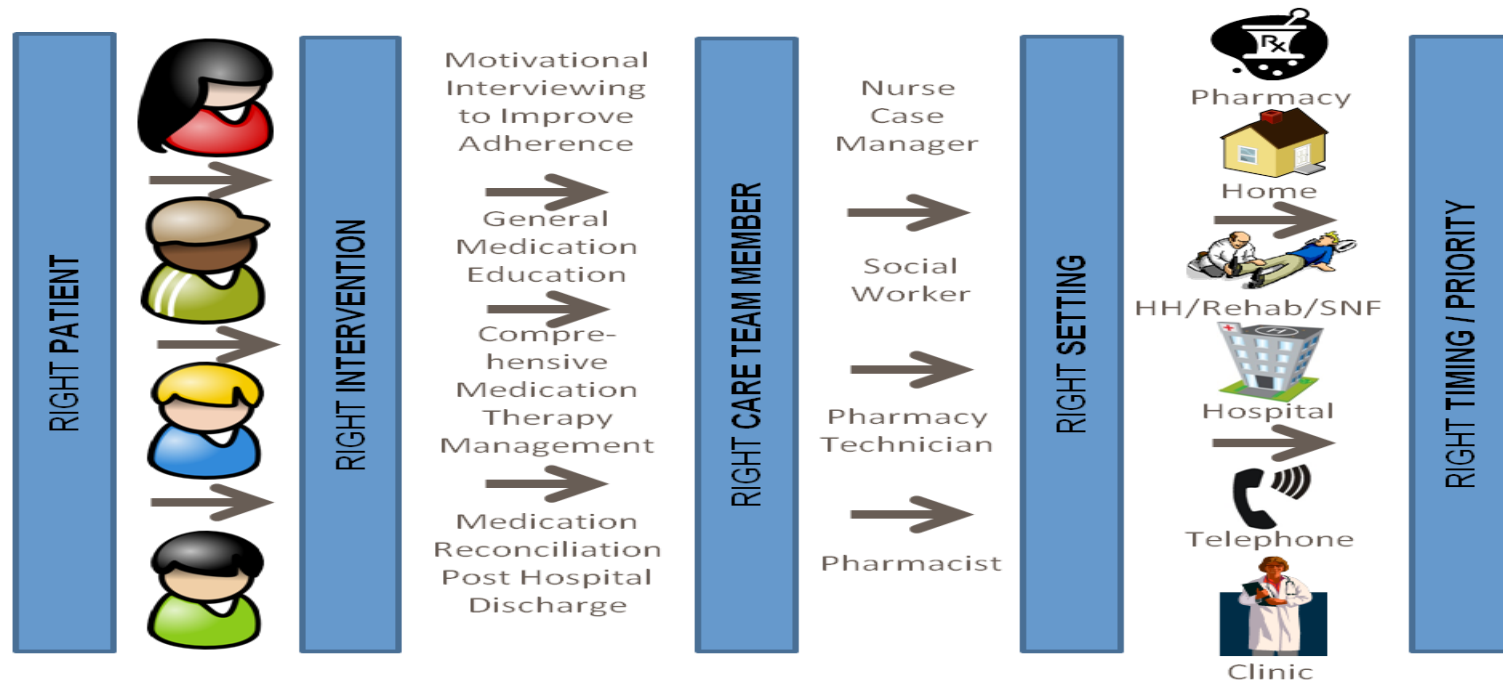 RIGHT PATIENT
RIGHT INTERVENTION
Motivational
Interviewing
to Improve
Adherence
General
Medication
Education
Compre-
hensive
Medication
Therapy
Management
Medication
Reconciliation
Post Hospital
Discharge
RIGHT CARE TEAM MEMBER
Nurse
Case
Manager
Social
Worker
Pharmacy
Technician
Pharmacist
RIGHT SETTING
Rx
Pharmacy
Home
HH/Rehab/SNF
H
Hospital
Telephone
Clinic
RIGHT TIMING / PRIORITY